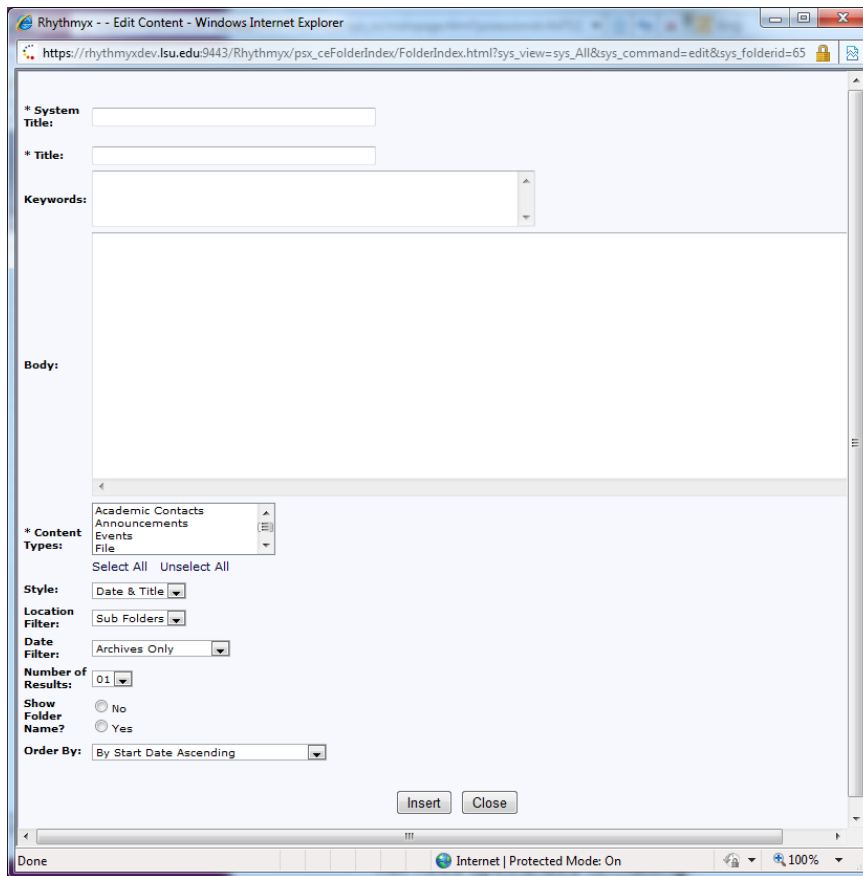 Rhythmyx - - Edit Content - Windows Internet Explorer
https://rhythmyxdev.lsu.edu:9443/Rhythmyx/psx_ceFolderIndex/FolderIndex.html?sys_view=sys_All&sys_command=edit&sys_folderid=65
* System
Title:
* Title:
Keywords:
Body:
Academic Contacts
Announcements
Events
File
* Content
Types:
Select All Unselect All
Style: Date & Title
Location
Filter: Sub Folders
Date
Filter: Archives Only
Number of
Results: 01
Show
Folder
Name?
No
Yes
Order By: By Start Date Ascending
Insert Close
Done Internet | Protected Mode: On 100%